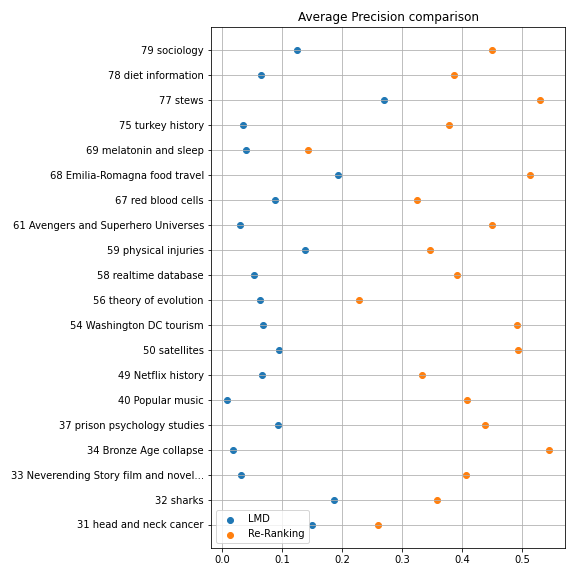 Average Precision comparison
79 sociology
78 diet information
77 stews
75 turkey history
69 melatonin and sleep
68 Emilia-Romagna food travel
67 red blood cells
61 Avengers and Superhero Universes
59 physical injuries
58 realtime database
56 theory of evolution
54 Washington DC tourism
50 satellites
49 Netflix history
40 Popular music
37 prison psychology studies
34 Bronze Age collapse
33 Neverending Story film and novel...
32 sharks
31 head and neck cancer
LMD
Re-Ranking
0.0 0.1 0.2 0.3 0.4 0.5